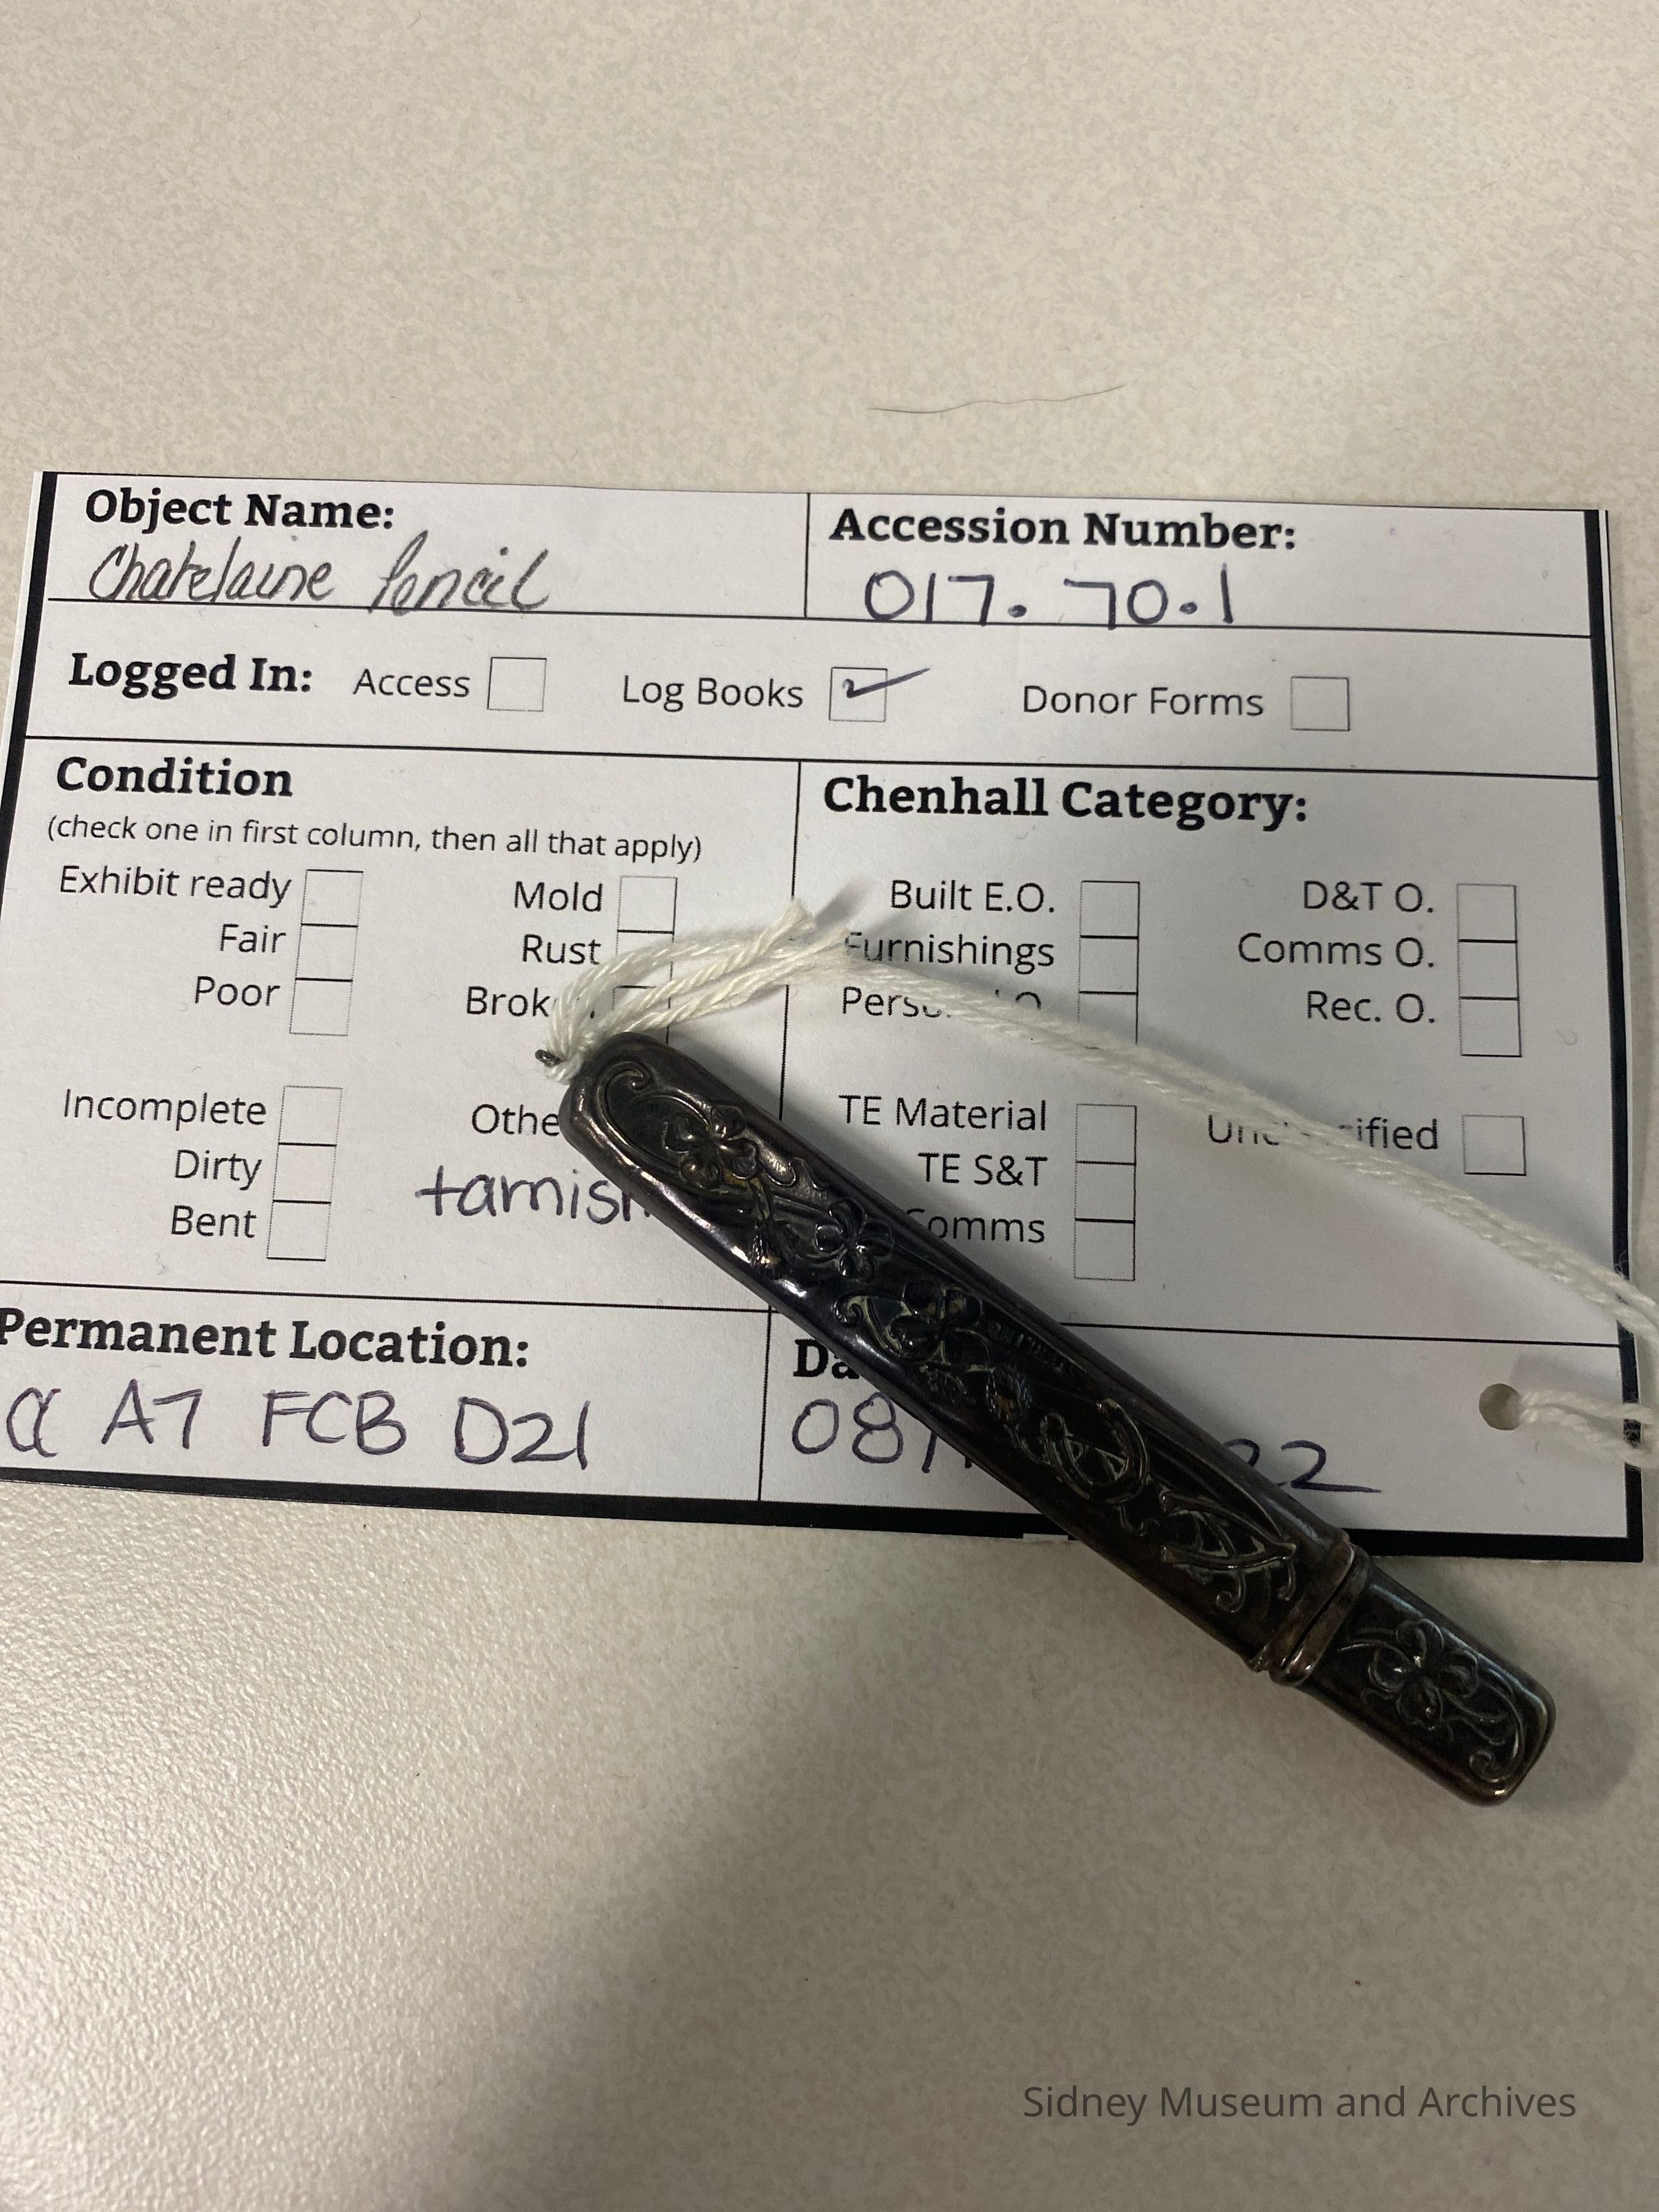 Object Name:
Chatelaine Pencil
Accession Number:
017.70.1
Logged In: Access Log Books Donor Forms
Condition
(check one in first column, then all that apply)
Exhibit ready Mold
Fair Rust
Poor
Incomplete
Dirty
Bent
Chenhall Category:
Built E.O. D&T O.
Furnishings Comms O.
Rec. O.
TE Material
TE S&T
Comms
Permanent Location:
A7 FCB D21
Sidney Museum and Archives